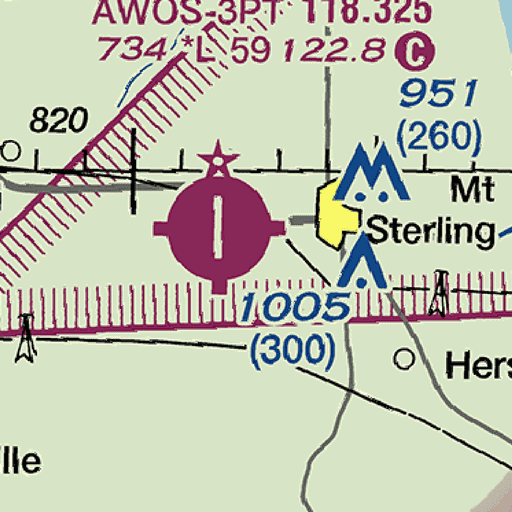 AWOS-3PT 118.325
734 *L 59 122.8 C
951
(260)
820
Mt
Sterling
1005
(300)
Hers
lle